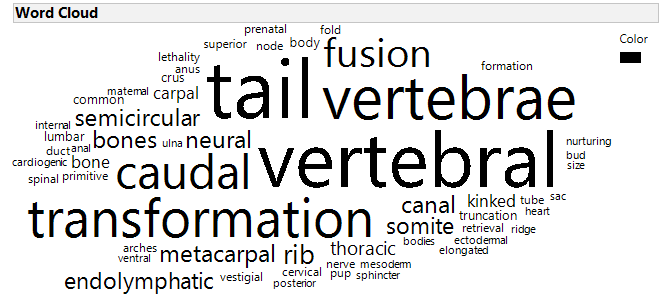 Word Cloud
Color
prenatal fold
superior node body fusion
lethality
anus formation
crus
maternal carpal tail vertebrae
common
semicircular
internal
lumbar bones ulna neural nurturing
duct anal
cardiogenic bone caudal vertebral bud
size
spinal primitive
transformation canal kinked tube sac
heart
truncation
somite retrieval ridge
arches bodies ectodermal
ventral metacarpal rib thoracic elongated
nerve mesoderm
endolymphatic vestigial cervical pup sphincter
posterior